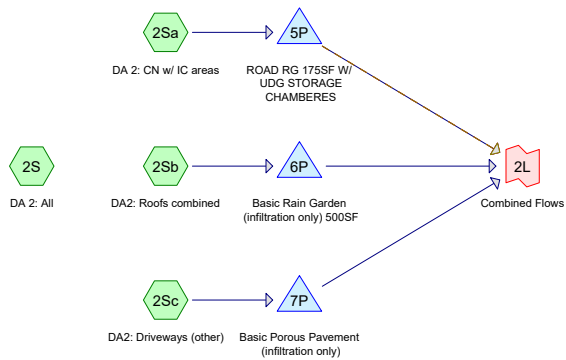 2Sa
5P
DA 2: CN w/ IC areas
ROAD RG 175SF W/
UDG STORAGE
CHAMBERES
2S
2Sb
6P
2L
DA 2: All
DA2: Roofs combined
Basic Rain Garden
(infiltration only) 500SF
Combined Flows
2Sc
7P
DA2: Driveways (other)
Basic Porous Pavement
(infiltration only)